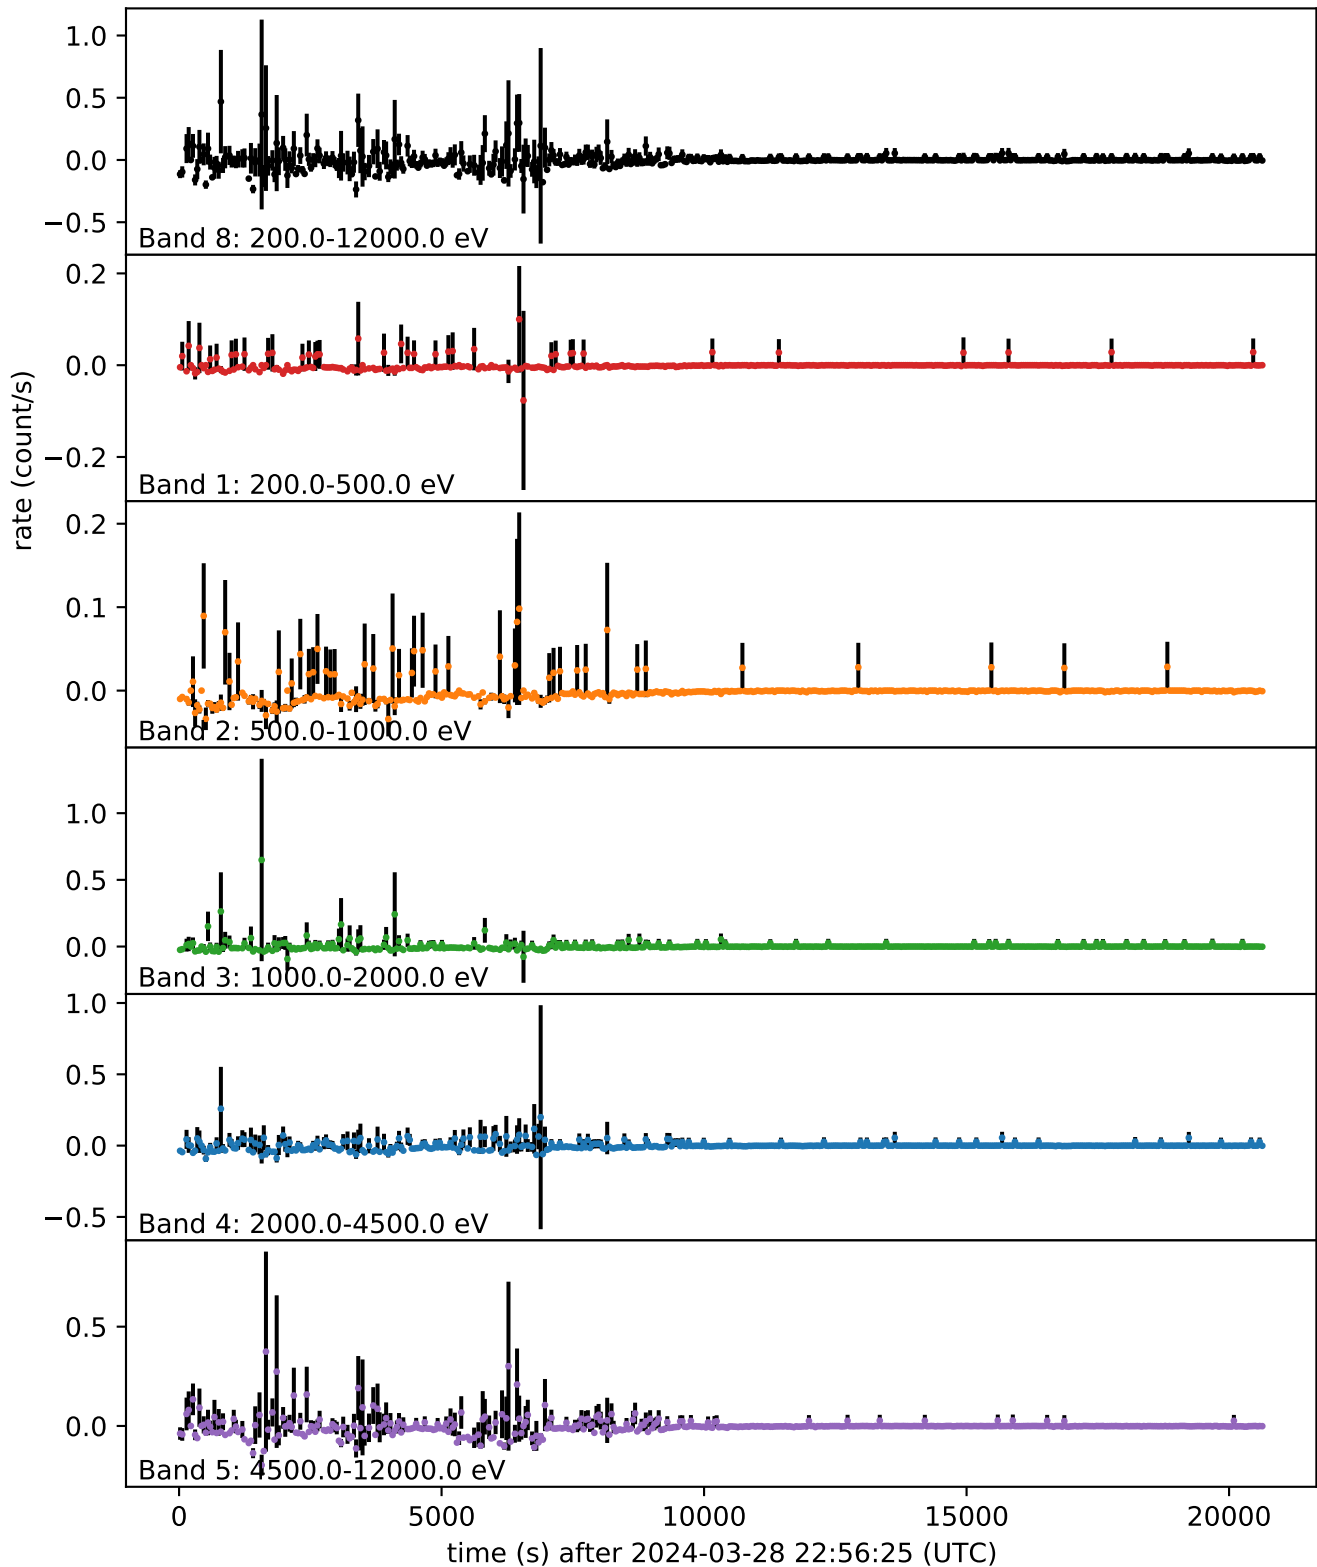 1.0
0.5
0.0
−0.5
Band 8: 200.0-12000.0 eV
0.2
0.0
−0.2
Band 1: 200.0-500.0 eV
rate (count/s)
0.2
0.1
0.0
Band 2: 500.0-1000.0 eV
1.0
0.5
0.0
Band 3: 1000.0-2000.0 eV
1.0
0.5
0.0
−0.5
Band 4: 2000.0-4500.0 eV
0.5
0.0
Band 5: 4500.0-12000.0 eV
0 5000 10000 15000 20000
time (s) after 2024-03-28 22:56:25 (UTC)